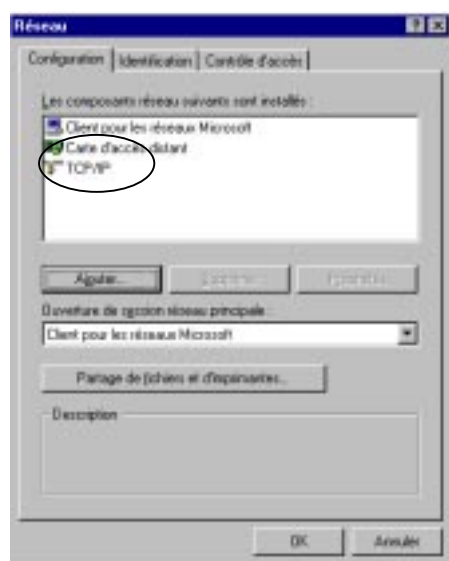 Réseau
Configuration Identification Contrôle d'accès
Les composants réseau suivants sont installés :
Client pour les réseaux Microsoft
Carte d'accès distant
TCP/IP
Ajouter...
Ouverture de session réseau principale :
Client pour les réseaux Microsoft
Partage de fichiers et d'imprimantes...
Description
OK Annuler